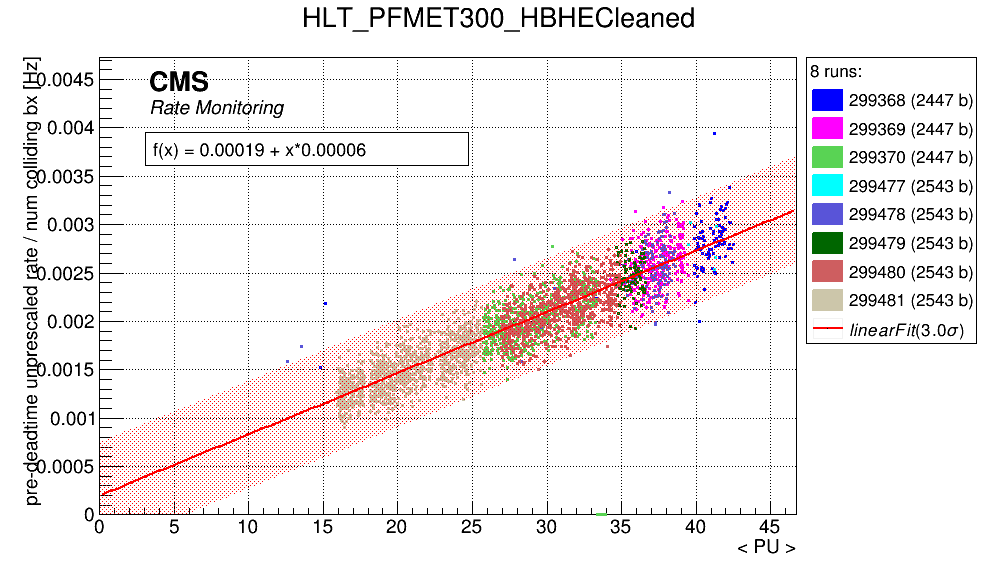 HLT_PFMET300_HBHECleaned
pre-deadtime unprescaled rate / num colliding bx [Hz]
0.0045
0.004
0.0035
0.003
0.0025
0.002
0.0015
0.001
0.0005
0
CMS
Rate Monitoring
f(x) = 0.00019 + x*0.00006
0 5 10 15 20 25 30 35 40 45
< PU >
8 runs:
299368 (2447 b)
299369 (2447 b)
299370 (2447 b)
299477 (2543 b)
299478 (2543 b)
299479 (2543 b)
299480 (2543 b)
299481 (2543 b)
linearFit(3.0σ)